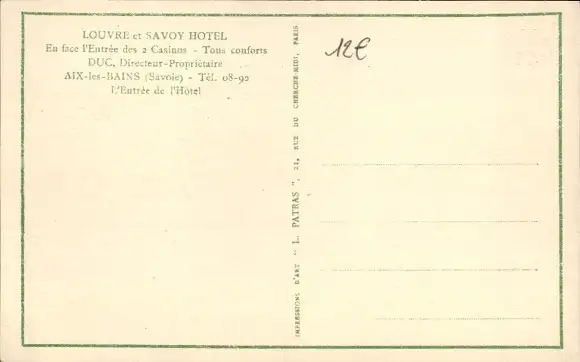 LOUVRE et SAVOY HOTEL
En face l'Entrée des 2 Casinos - Tous conforts
DUC, Directeur-Propriétaire
AIX-les-BAINS (Savoie) - Tél. 08-92
L'Entrée de l'Hôtel
IMPRESSIONS D'ART "L. PATRAS", 21, RUE DU CHERCHE-MIDI, PARIS
12€